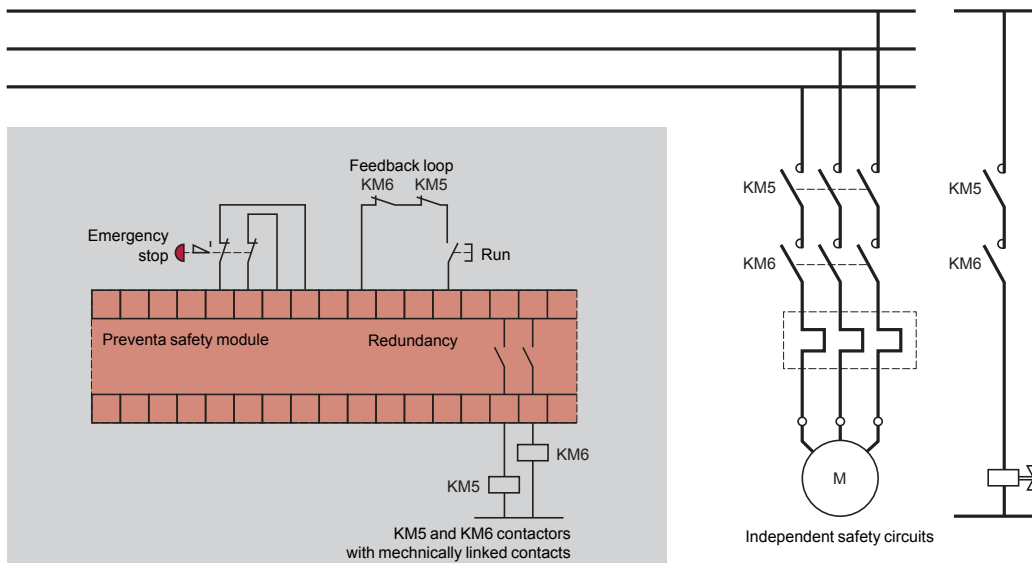 Feedback loop
KM6 KM5
Emergency
stop
Run
Preventa safety module
Redundancy
KM6
KM5
KM5 and KM6 contactors
with mechnically linked contacts
KM5
KM6
M
Independent safety circuits
KM5
KM6